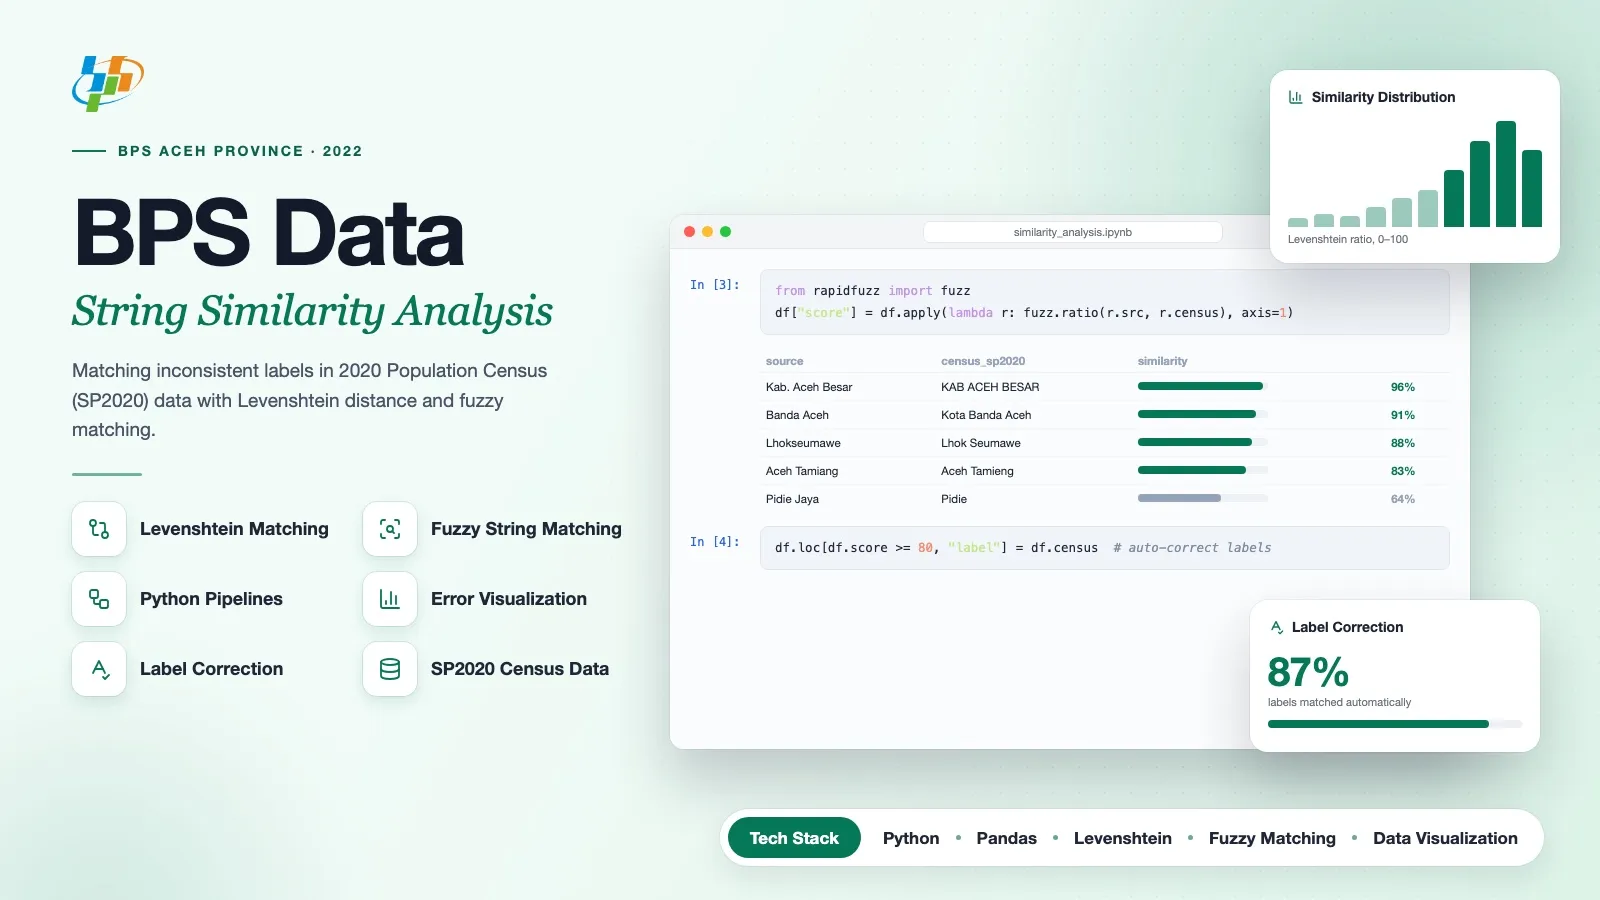 BPS ACEH PROVINCE · 2022
BPS Data
String Similarity Analysis
Matching inconsistent labels in 2020 Population Census
(SP2020) data with Levenshtein distance and fuzzy
matching.
Levenshtein Matching
Fuzzy String Matching
Python Pipelines
Error Visualization
Label Correction
SP2020 Census Data
similarity_analysis.ipynb
In [3]:
from rapidfuzz import fuzz
df["score"] = df.apply(lambda r: fuzz.ratio(r.src, r.census), axis=1)
source census_sp2020 similarity
Kab. Aceh Besar KAB ACEH BESAR 96%
Banda Aceh Kota Banda Aceh 91%
Lhokseumawe Lhok Seumawe 88%
Aceh Tamiang Aceh Tamieng 83%
Pidie Jaya Pidie 64%
In [4]:
df.loc[df.score >= 80, "label"] = df.census # auto-correct labels
Similarity Distribution
Levenshtein ratio, 0–100
Label Correction
87%
labels matched automatically
Tech Stack Python • Pandas • Levenshtein • Fuzzy Matching • Data Visualization